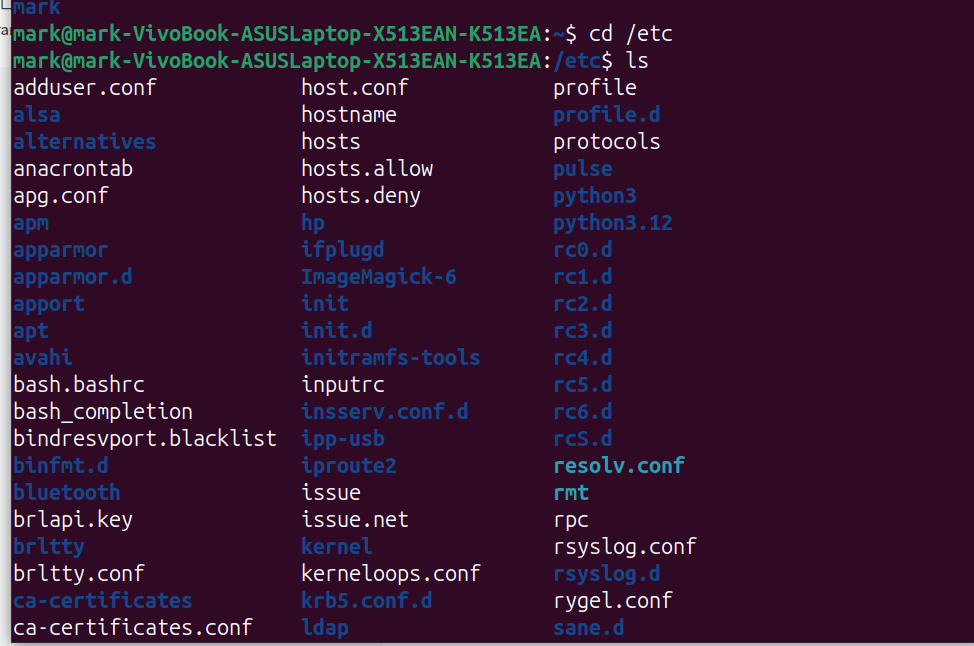 mark
mark@mark-VivoBook-ASUSLaptop-X513EAN-K513EA:~$ cd /etc
mark@mark-VivoBook-ASUSLaptop-X513EAN-K513EA:/etc$ ls
adduser.conf host.conf profile
alsa hostname profile.d
alternatives hosts protocols
anacrontab hosts.allow pulse
apg.conf hosts.deny python3
apm hp python3.12
apparmor ifplugd rc0.d
apparmor.d ImageMagick-6 rc1.d
apport init rc2.d
apt init.d rc3.d
avahi initramfs-tools rc4.d
bash.bashrc inputrc rc5.d
bash_completion insserv.conf.d rc6.d
bindresvport.blacklist ipp-usb rcS.d
binfmt.d iproute2 resolv.conf
bluetooth issue rmt
brlapi.key issue.net rpc
brltty kernel rsyslog.conf
brltty.conf kerneloops.conf rsyslog.d
ca-certificates krb5.conf.d rygel.conf
ca-certificates.conf ldap sane.d